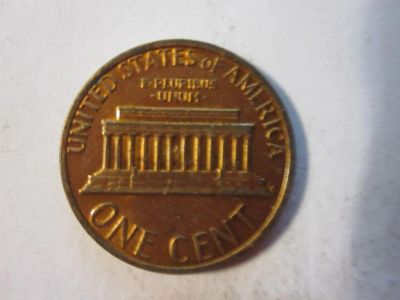 UNITED STATES of AMERICA
E·PLURIBUS
·UNUM·
ONE CENT